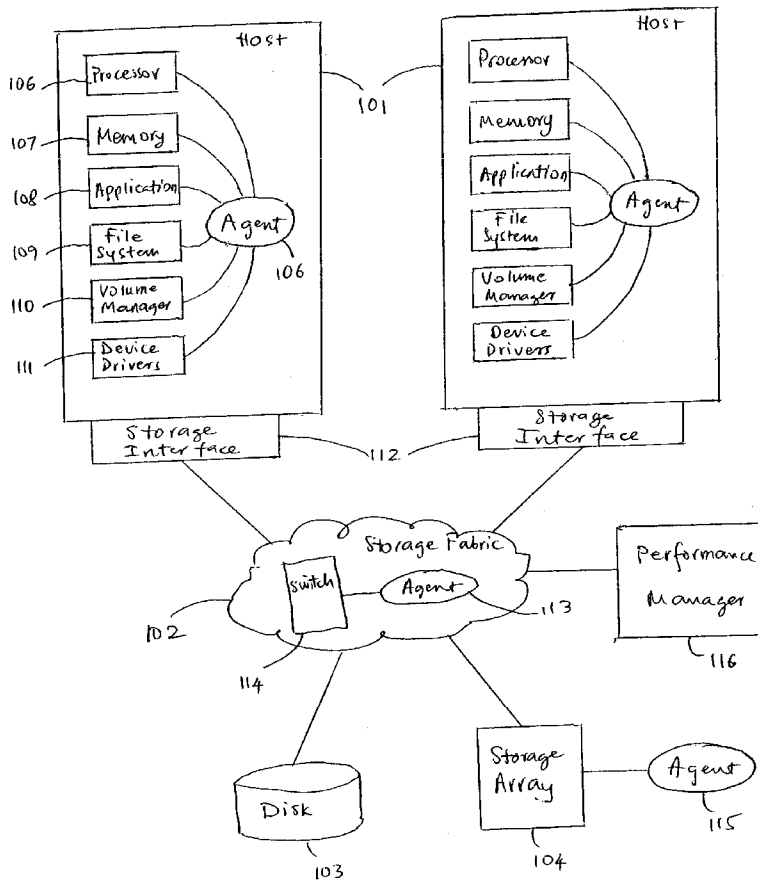 Host
106
Processor
107
Memory
108
Application
109
File
System
110
Volume
Manager
111
Device
Drivers
Agent
106
Storage
Interface
101
112
Host
Processor
Memory
Application
File
System
Volume
Manager
Device
Drivers
Agent
Storage
Interface
Storage Fabric
Switch
Agent
102
114
113
Performance
Manager
116
Disk
103
Storage
Array
104
Agent
115